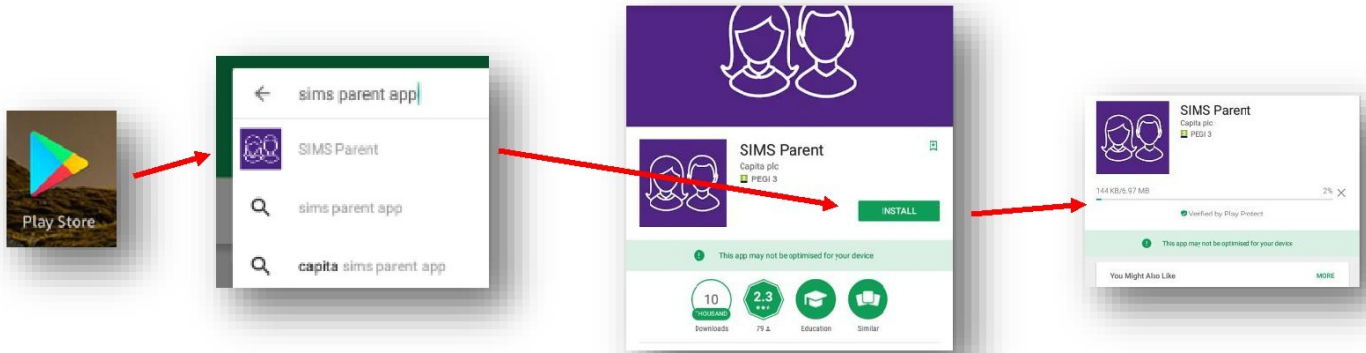 Play Store
sims parent app
SIMS Parent
sims parent app
capita sims parent app
SIMS Parent
Capita plc
PEGI 3
INSTALL
This app may not be optimised for your device
10
THOUSAND
Downloads
2.3
79
Education
Similar
SIMS Parent
Capita plc
PEGI 3
144 KB/6.97 MB
2%
Verified by Play Protect
This app may not be optimised for your device
You Might Also Like
MORE